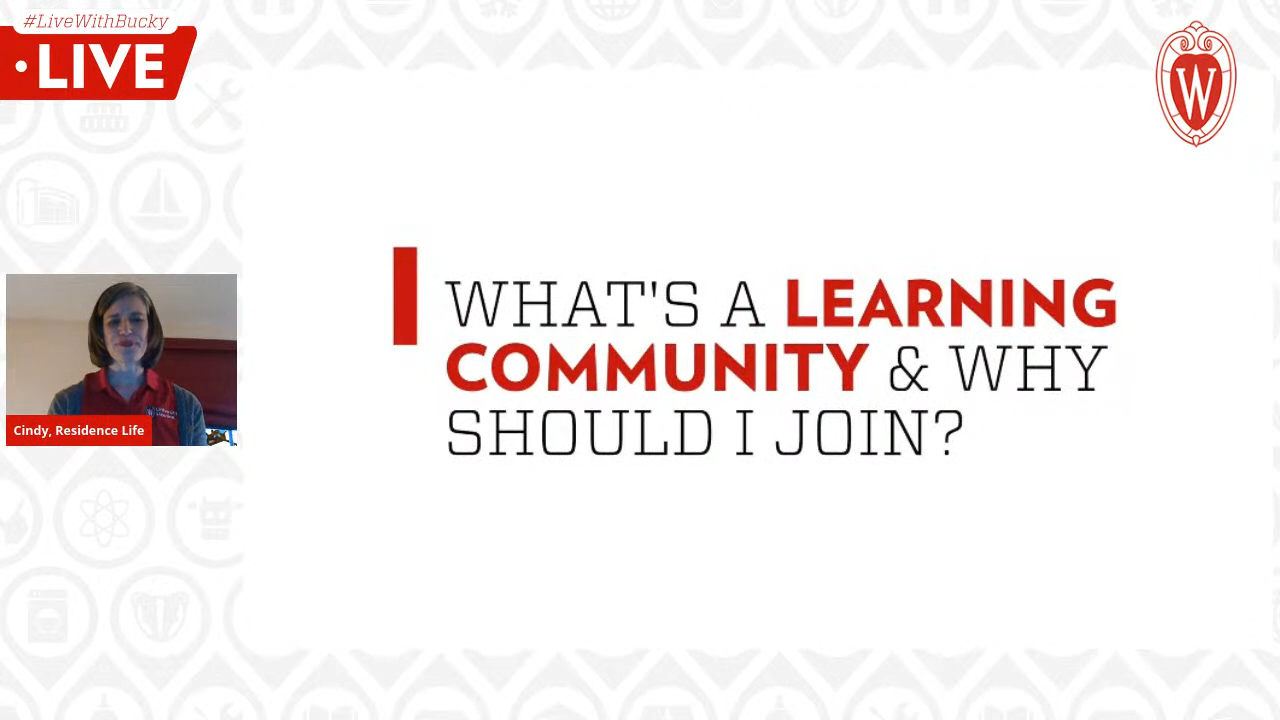 #LiveWithBucky
LIVE
W
WHAT'S A LEARNING
COMMUNITY & WHY
SHOULD I JOIN?
Cindy, Residence Life